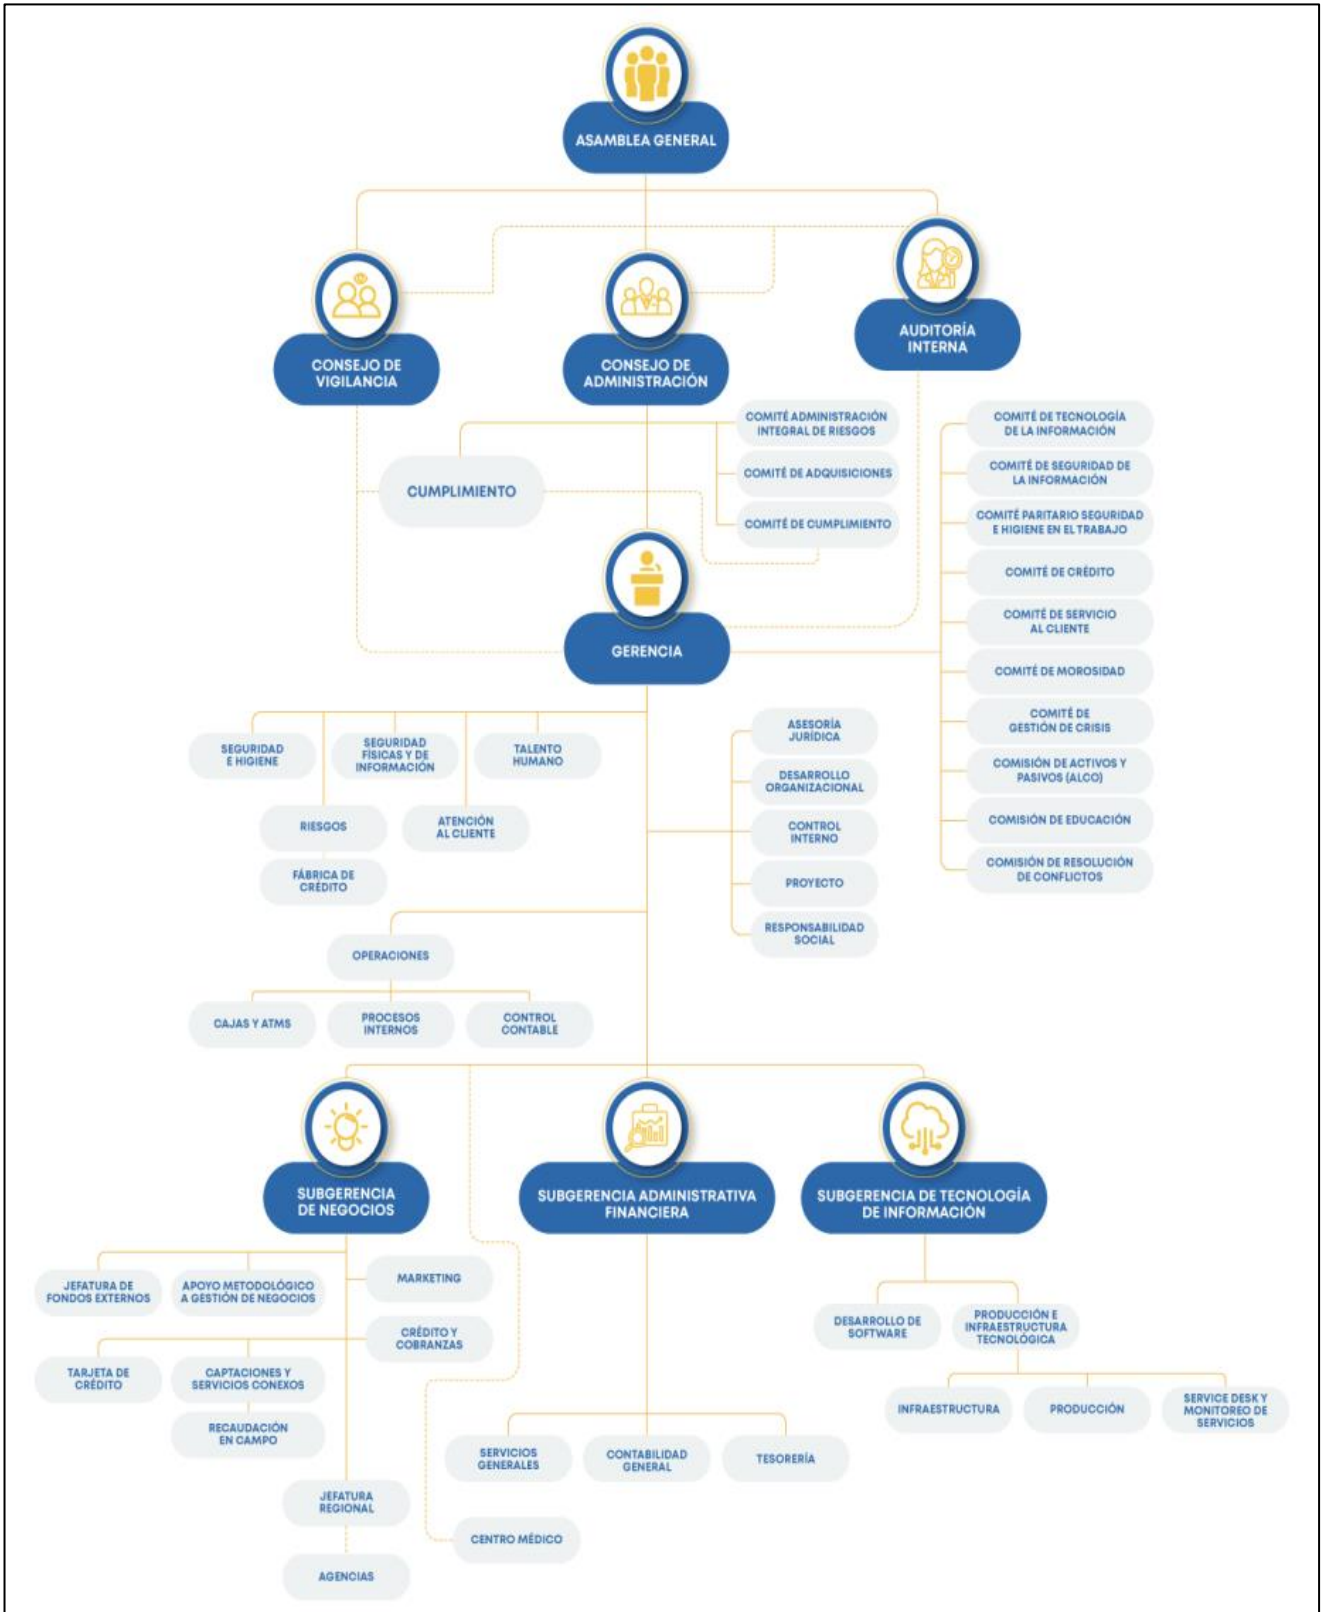 ASAMBLEA GENERAL
CONSEJO DE
VIGILANCIA
CONSEJO DE
ADMINISTRACIÓN
AUDITORÍA
INTERNA
CUMPLIMIENTO
COMITÉ ADMINISTRACIÓN
INTEGRAL DE RIESGOS
COMITÉ DE ADQUISICIONES
COMITÉ DE CUMPLIMIENTO
COMITÉ DE TECNOLOGÍA
DE LA INFORMACIÓN
COMITÉ DE SEGURIDAD DE
LA INFORMACIÓN
COMITÉ PARITARIO SEGURIDAD
E HIGIENE EN EL TRABAJO
COMITÉ DE CRÉDITO
COMITÉ DE SERVICIO
AL CLIENTE
COMITÉ DE MOROSIDAD
COMITÉ DE
GESTIÓN DE CRISIS
COMISIÓN DE ACTIVOS Y
PASIVOS (ALCO)
COMISIÓN DE EDUCACIÓN
COMISIÓN DE RESOLUCIÓN
DE CONFLICTOS
GERENCIA
SEGURIDAD
E HIGIENE
SEGURIDAD
FÍSICAS Y DE
INFORMACIÓN
TALENTO
HUMANO
RIESGOS
ATENCIÓN
AL CLIENTE
FÁBRICA DE
CRÉDITO
ASESORÍA
JURÍDICA
DESARROLLO
ORGANIZACIONAL
CONTROL
INTERNO
PROYECTO
RESPONSABILIDAD
SOCIAL
OPERACIONES
CAJAS Y ATMS
PROCESOS
INTERNOS
CONTROL
CONTABLE
SUBGERENCIA
DE NEGOCIOS
SUBGERENCIA ADMINISTRATIVA
FINANCIERA
SUBGERENCIA DE TECNOLOGÍA
DE INFORMACIÓN
JEFATURA DE
FONDOS EXTERNOS
APOYO METODOLÓGICO
A GESTIÓN DE NEGOCIOS
MARKETING
CRÉDITO Y
COBRANZAS
TARJETA DE
CRÉDITO
CAPTACIONES Y
SERVICIOS CONEXOS
RECAUDACIÓN
EN CAMPO
JEFATURA
REGIONAL
AGENCIAS
SERVICIOS
GENERALES
CONTABILIDAD
GENERAL
TESORERÍA
CENTRO MÉDICO
DESARROLLO DE
SOFTWARE
PRODUCCIÓN E
INFRAESTRUCTURA
TECNOLÓGICA
INFRAESTRUCTURA
PRODUCCIÓN
SERVICE DESK Y
MONITOREO DE
SERVICIOS